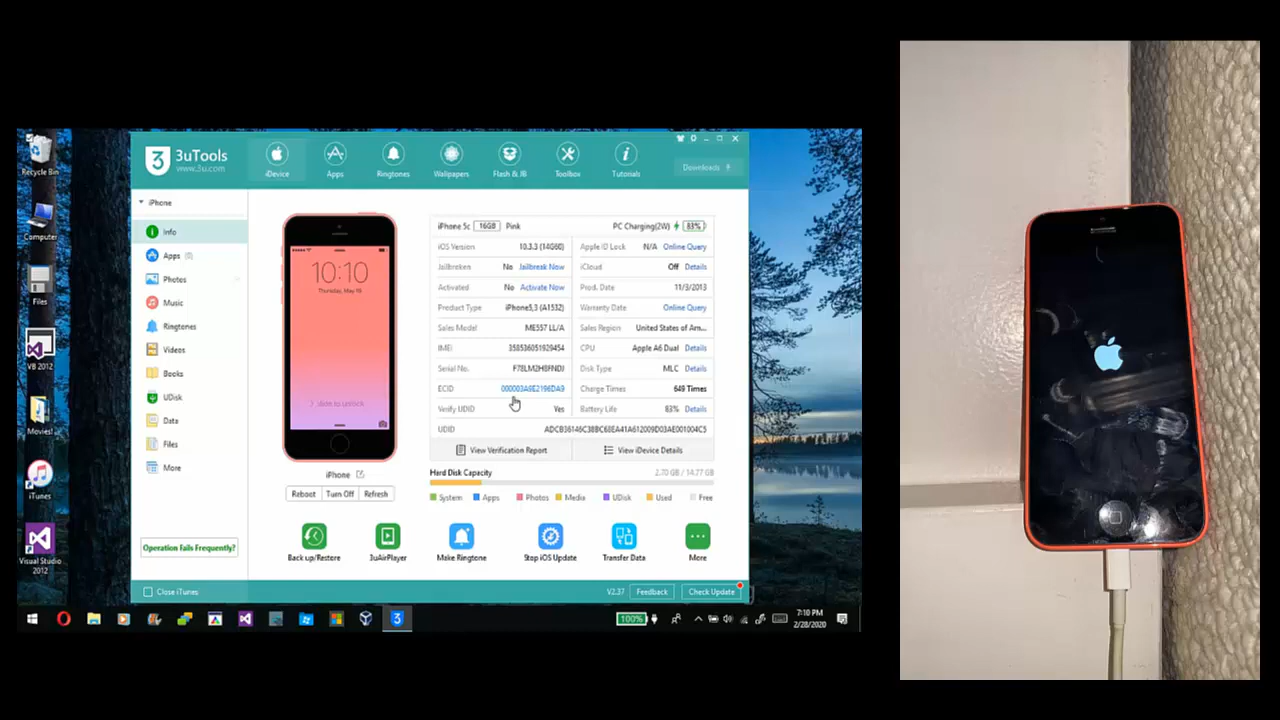 Recycle Bin
Computer
Files
VB 2012
Movies!
iTunes
Visual Studio 2012
3
3uTools
www.3u.com
iDevice
Apps
Ringtones
Wallpapers
Flash & JB
Toolbox
Tutorials
Downloads
iPhone
Info
Apps (0)
Photos
Music
Ringtones
Videos
Books
UDisk
Data
Files
More
Operation Fails Frequently?
Close iTunes
10:10
iPhone
Reboot Turn Off Refresh
iPhone 5c 16GB Pink PC Charging(2W) 83%
iOS Version 10.3.3 (14G60) Apple ID Lock N/A Online Query
Jailbroken No Jailbreak Now iCloud Off Details
Activated No Activate Now Prod. Date 11/3/2013
Product Type iPhone5,3 (A1532) Warranty Date Online Query
Sales Model ME557 LL/A Sales Region United States of Am...
IMEI 358536051929454 CPU Apple A6 Dual Details
Serial No. F78LM2H8FNDJ Disk Type MLC Details
ECID 000003A8E2196DA9 Charge Times 649 Times
Verify UDID Yes Battery Life 83% Details
UDID
View Verification Report View iDevice Details
Hard Disk Capacity 2.70 GB / 14.77 GB
System Apps Photos Media UDisk Used Free
Back up/Restore 3uAirPlayer Make Ringtone Stop iOS Update Transfer Data More
V2.37 Feedback Check Update
3
100%
7:10 PM
2/28/2020